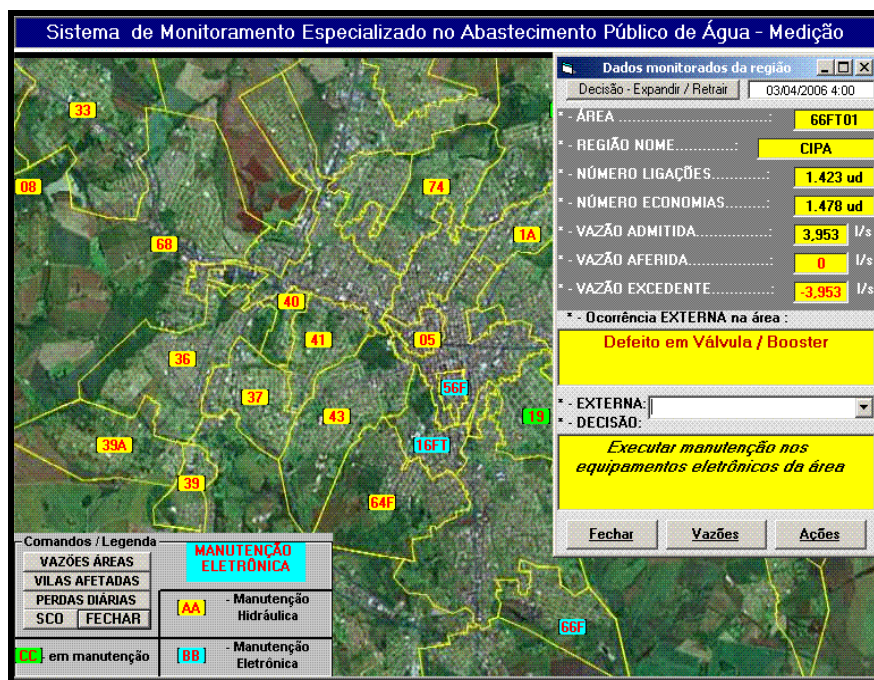 Sistema de Monitoramento Especializado no Abastecimento Público de Água - Medição
Dados monitorados da região
Decisão - Expandir / Retrair
03/04/2006 4:00
* - ÁREA ..............................: 66FT01
* - REGIÃO NOME............: CIPA
* - NÚMERO LIGAÇÕES............: 1.423 ud
* - NÚMERO ECONOMIAS.........: 1.478 ud
* - VAZÃO ADMITIDA................: 3,953 l/s
* - VAZÃO AFERIDA..................: 0 l/s
* - VAZÃO EXCEDENTE.............: -3,953 l/s
* - Ocorrência EXTERNA na área :
Defeito em Válvula / Booster
* - EXTERNA:
* - DECISÃO:
Executar manutenção nos
equipamentos eletrônicos da área
Fechar Vazões Ações
33
08
74
1A
68
40
41
05
36
37
56F
43
19
39A
16FT
39
64F
66F
Comandos / Legenda
VAZÕES ÁREAS
VILAS AFETADAS
PERDAS DIÁRIAS
SCO FECHAR
MANUTENÇÃO
ELETRÔNICA
[AA] - Manutenção
Hidráulica
[CC]- em manutenção
[BB] - Manutenção
Eletrônica